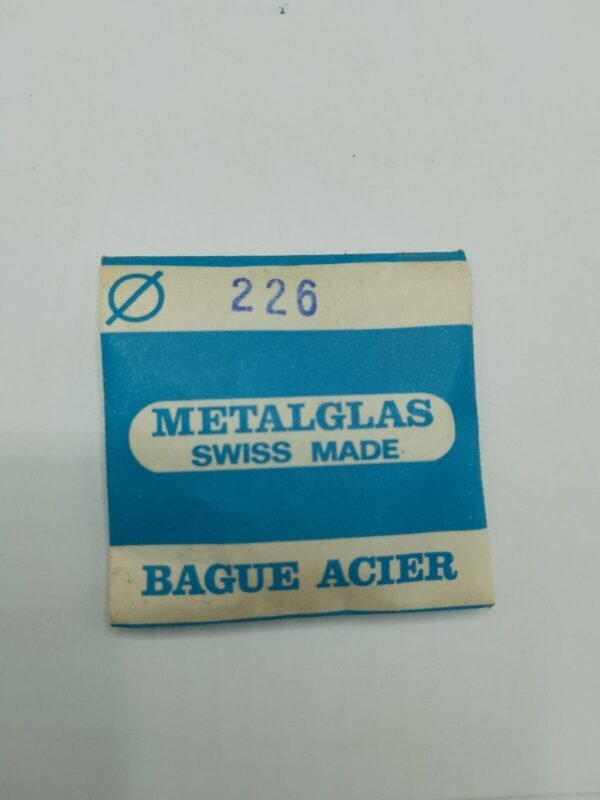 Ø 226
METALGLAS
SWISS MADE
BAGUE ACIER